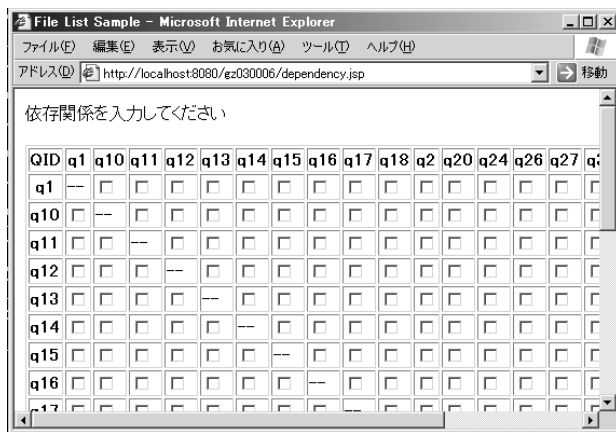 File List Sample - Microsoft Internet Explorer
ファイル(F) 編集(E) 表示(V) お気に入り(A) ツール(T) ヘルプ(H)
アドレス(D) http://localhost:8080/gz030006/dependency.jsp 移動
依存関係を入力してください
QID q1 q10 q11 q12 q13 q14 q15 q16 q17 q18 q2 q20 q24 q26 q27
q1 --
q10 --
q11 --
q12 --
q13 --
q14 --
q15 --
q16 --
q17 --